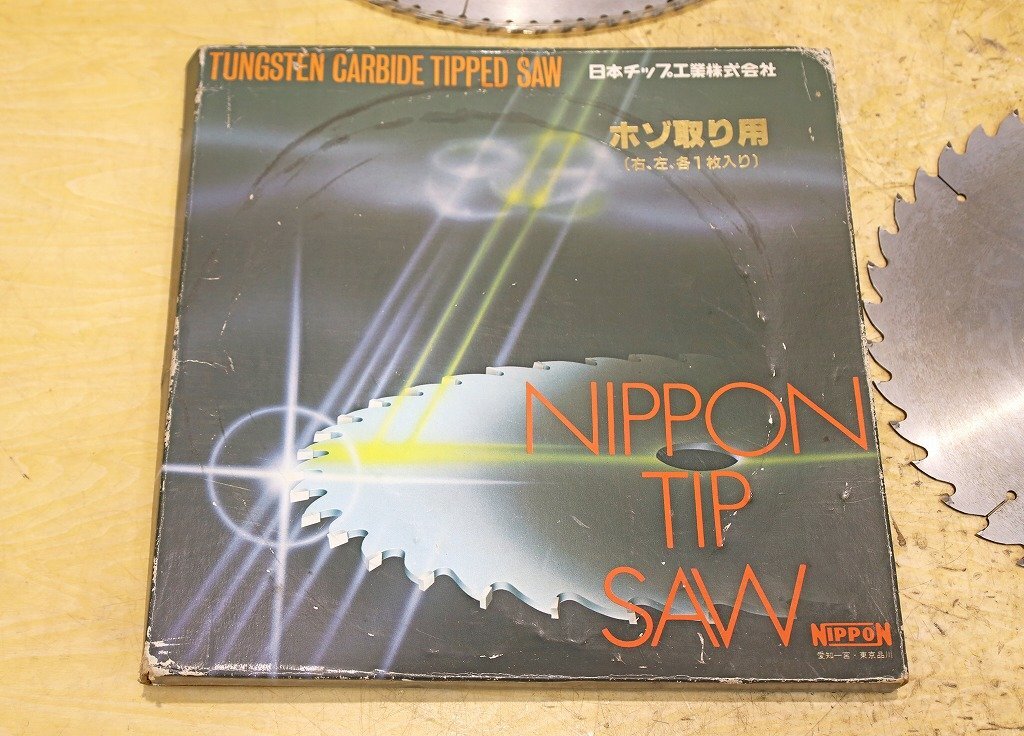 TUNGSTEN CARBIDE TIPPED SAW
日本チップ工業株式会社
ホゾ取り用
(右、左、各1枚入り)
NIPPON
TIP
SAW
NIPPON
愛知一宮・東京品川